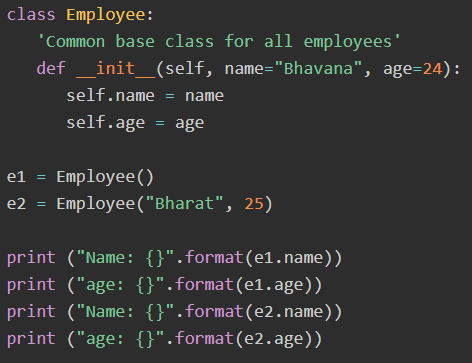 class Employee:
   'Common base class for all employees'
   def __init__(self, name="Bhavana", age=24):
      self.name = name
      self.age = age

e1 = Employee()
e2 = Employee("Bharat", 25)

print ("Name: {}".format(e1.name))
print ("age: {}".format(e1.age))
print ("Name: {}".format(e2.name))
print ("age: {}".format(e2.age))